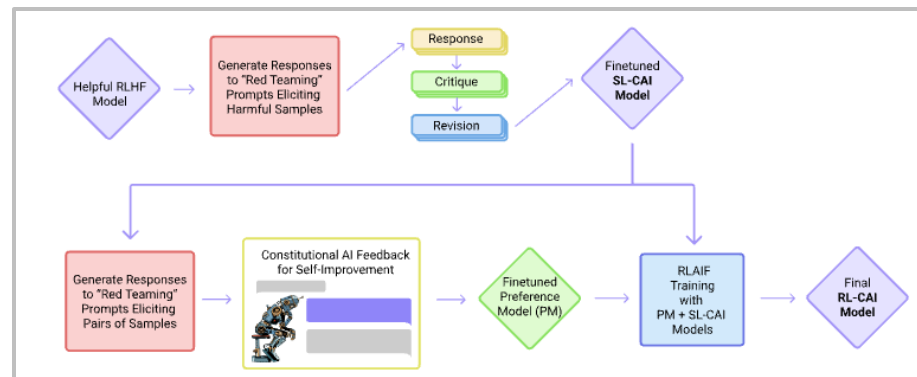 Helpful RLHF
Model
Generate Responses
to "Red Teaming"
Prompts Eliciting
Harmful Samples
Response
Critique
Revision
Finetuned
SL-CAI
Model
Generate Responses
to "Red Teaming"
Prompts Eliciting
Pairs of Samples
Constitutional AI Feedback
for Self-Improvement
Finetuned
Preference
Model (PM)
RLAIF
Training
with
PM + SL-CAI
Models
Final
RL-CAI
Model